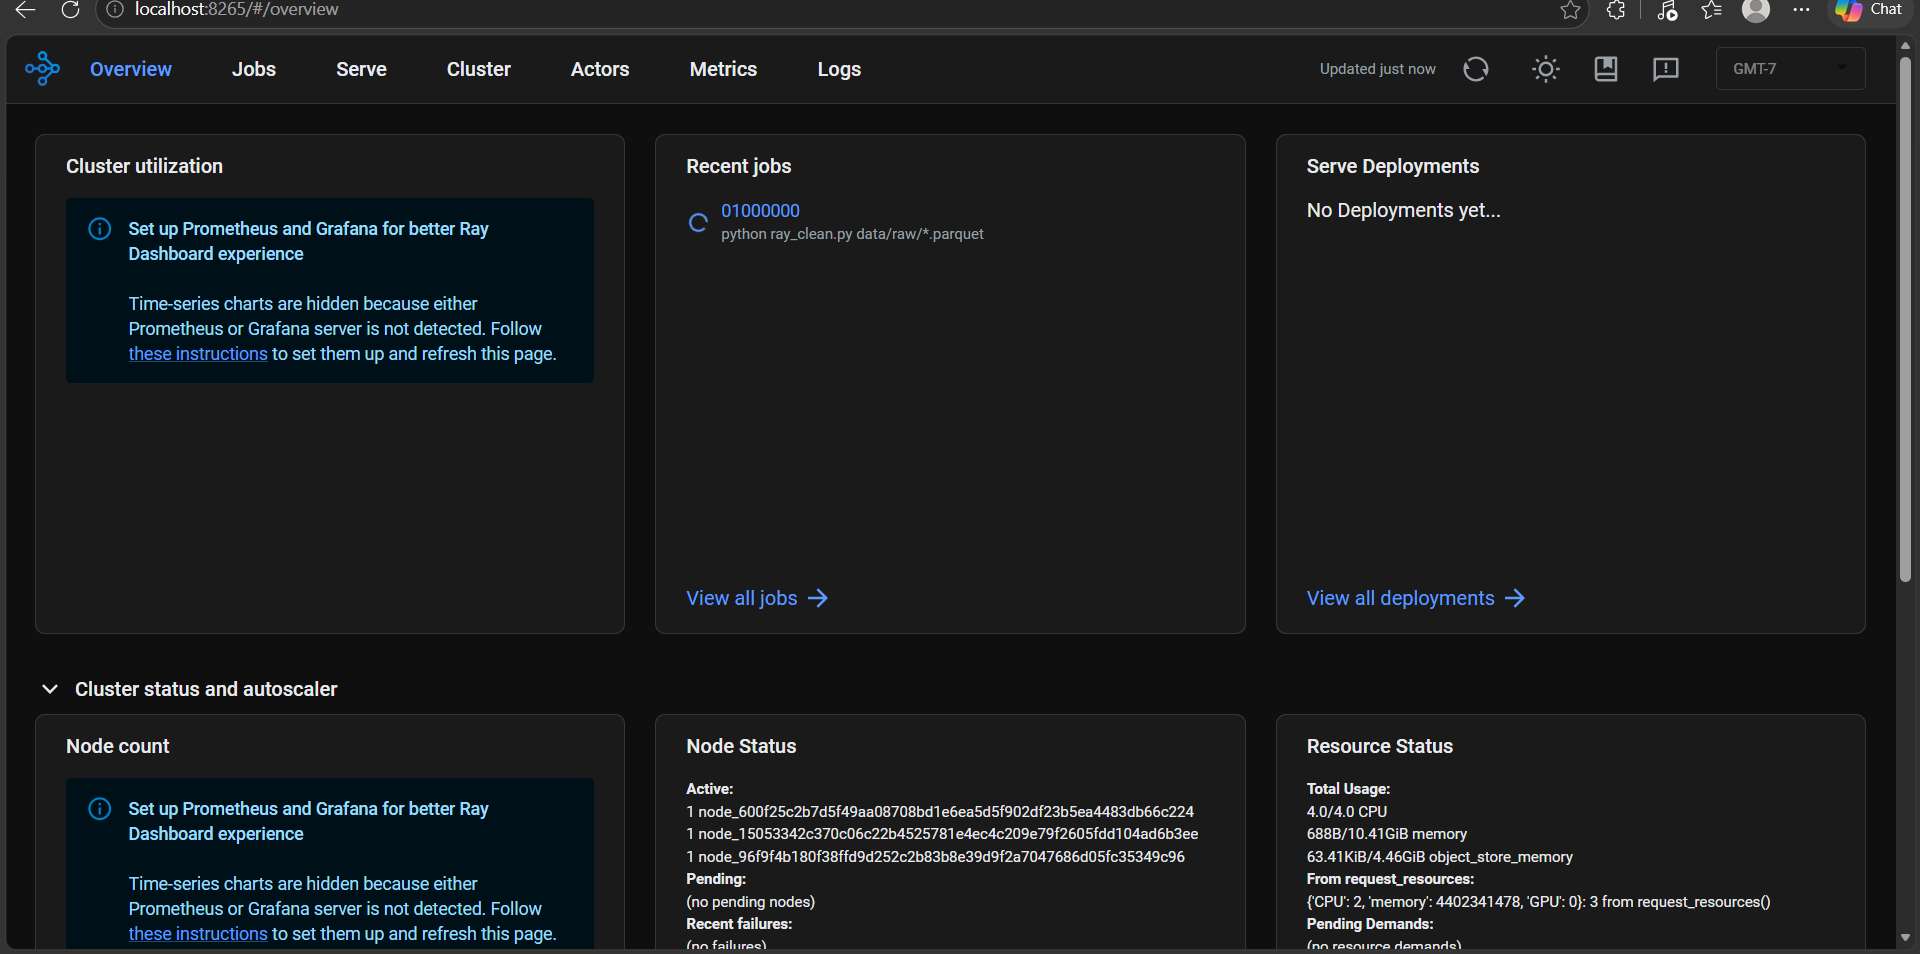 localhost:8265/#/overview
Chat
Overview
Jobs
Serve
Cluster
Actors
Metrics
Logs
Updated just now
GMT-7
Cluster utilization
Set up Prometheus and Grafana for better Ray
Dashboard experience
Time-series charts are hidden because either
Prometheus or Grafana server is not detected. Follow
these instructions to set them up and refresh this page.
Recent jobs
01000000
python ray_clean.py data/raw/*.parquet
View all jobs
Serve Deployments
No Deployments yet...
View all deployments
Cluster status and autoscaler
Node count
Set up Prometheus and Grafana for better Ray
Dashboard experience
Time-series charts are hidden because either
Prometheus or Grafana server is not detected. Follow
these instructions to set them up and refresh this page.
Node Status
Active:
1 node_600f25c2b7d5f49aa08708bd1e6ea5d5f902df23b5ea4483db66c224
1 node_15053342c370c06c22b4525781e4ec4c209e79f2605fdd104ad6b3ee
1 node_96f9f4b180f38ffd9d252c2b83b8e39d9f2a7047686d05fc35349c96
Pending:
(no pending nodes)
Recent failures:
(no failures)
Resource Status
Total Usage:
4.0/4.0 CPU
688B/10.41GiB memory
63.41KiB/4.46GiB object_store_memory
From request_resources:
{'CPU': 2, 'memory': 4402341478, 'GPU': 0}: 3 from request_resources()
Pending Demands:
(no resource demands)